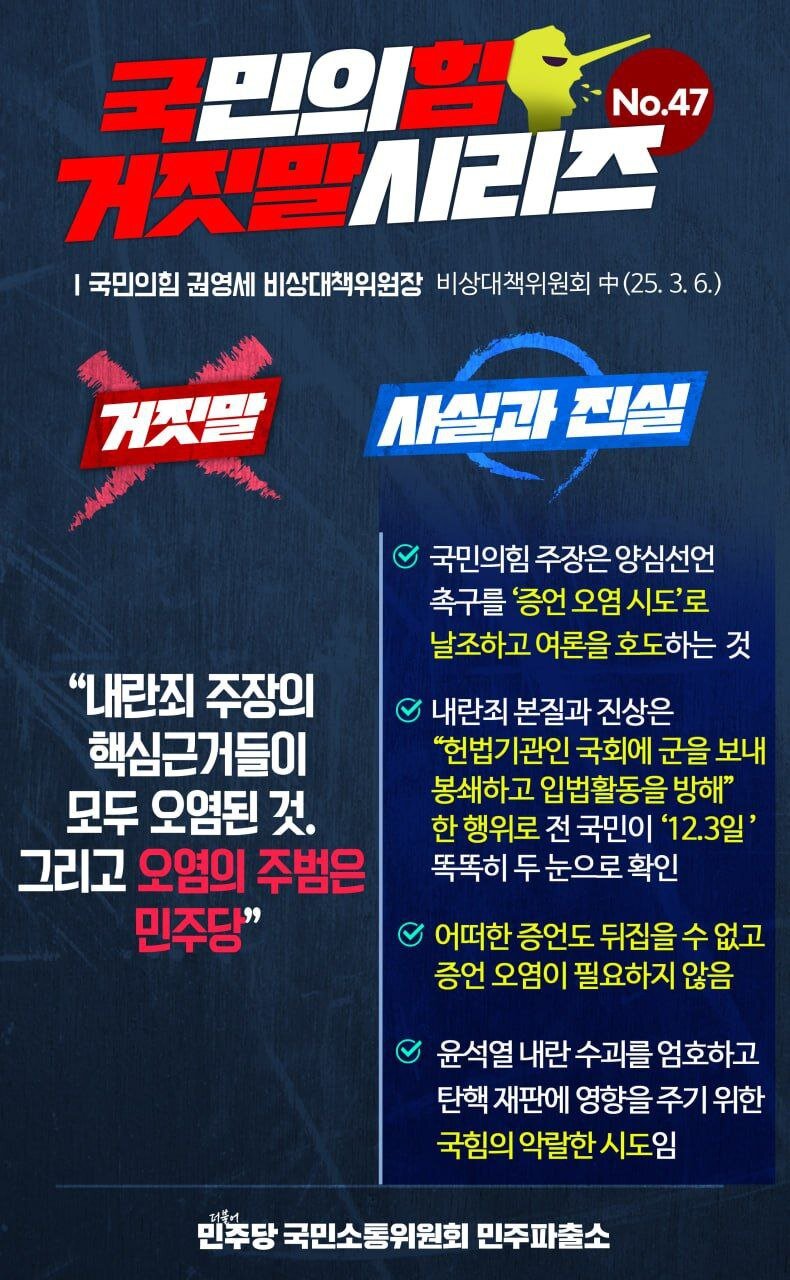 국민의힘
No.47
거짓말시리즈
| 국민의힘 권영세 비상대책위원장 비상대책위원회 中(25. 3. 6.)
거짓말
사실과 진실
“내란죄 주장의
핵심근거들이
모두 오염된 것.
그리고 오염의 주범은
민주당”
국민의힘 주장은 양심선언
촉구를 ‘증언 오염 시도’로
날조하고 여론을 호도하는 것
내란죄 본질과 진상은
“헌법기관인 국회에 군을 보내
봉쇄하고 입법활동을 방해”
한 행위로 전 국민이 ‘12.3일’
똑똑히 두 눈으로 확인
어떠한 증언도 뒤집을 수 없고
증언 오염이 필요하지 않음
윤석열 내란 수괴를 엄호하고
탄핵 재판에 영향을 주기 위한
국힘의 악랄한 시도임
더불어
민주당 국민소통위원회 민주파출소